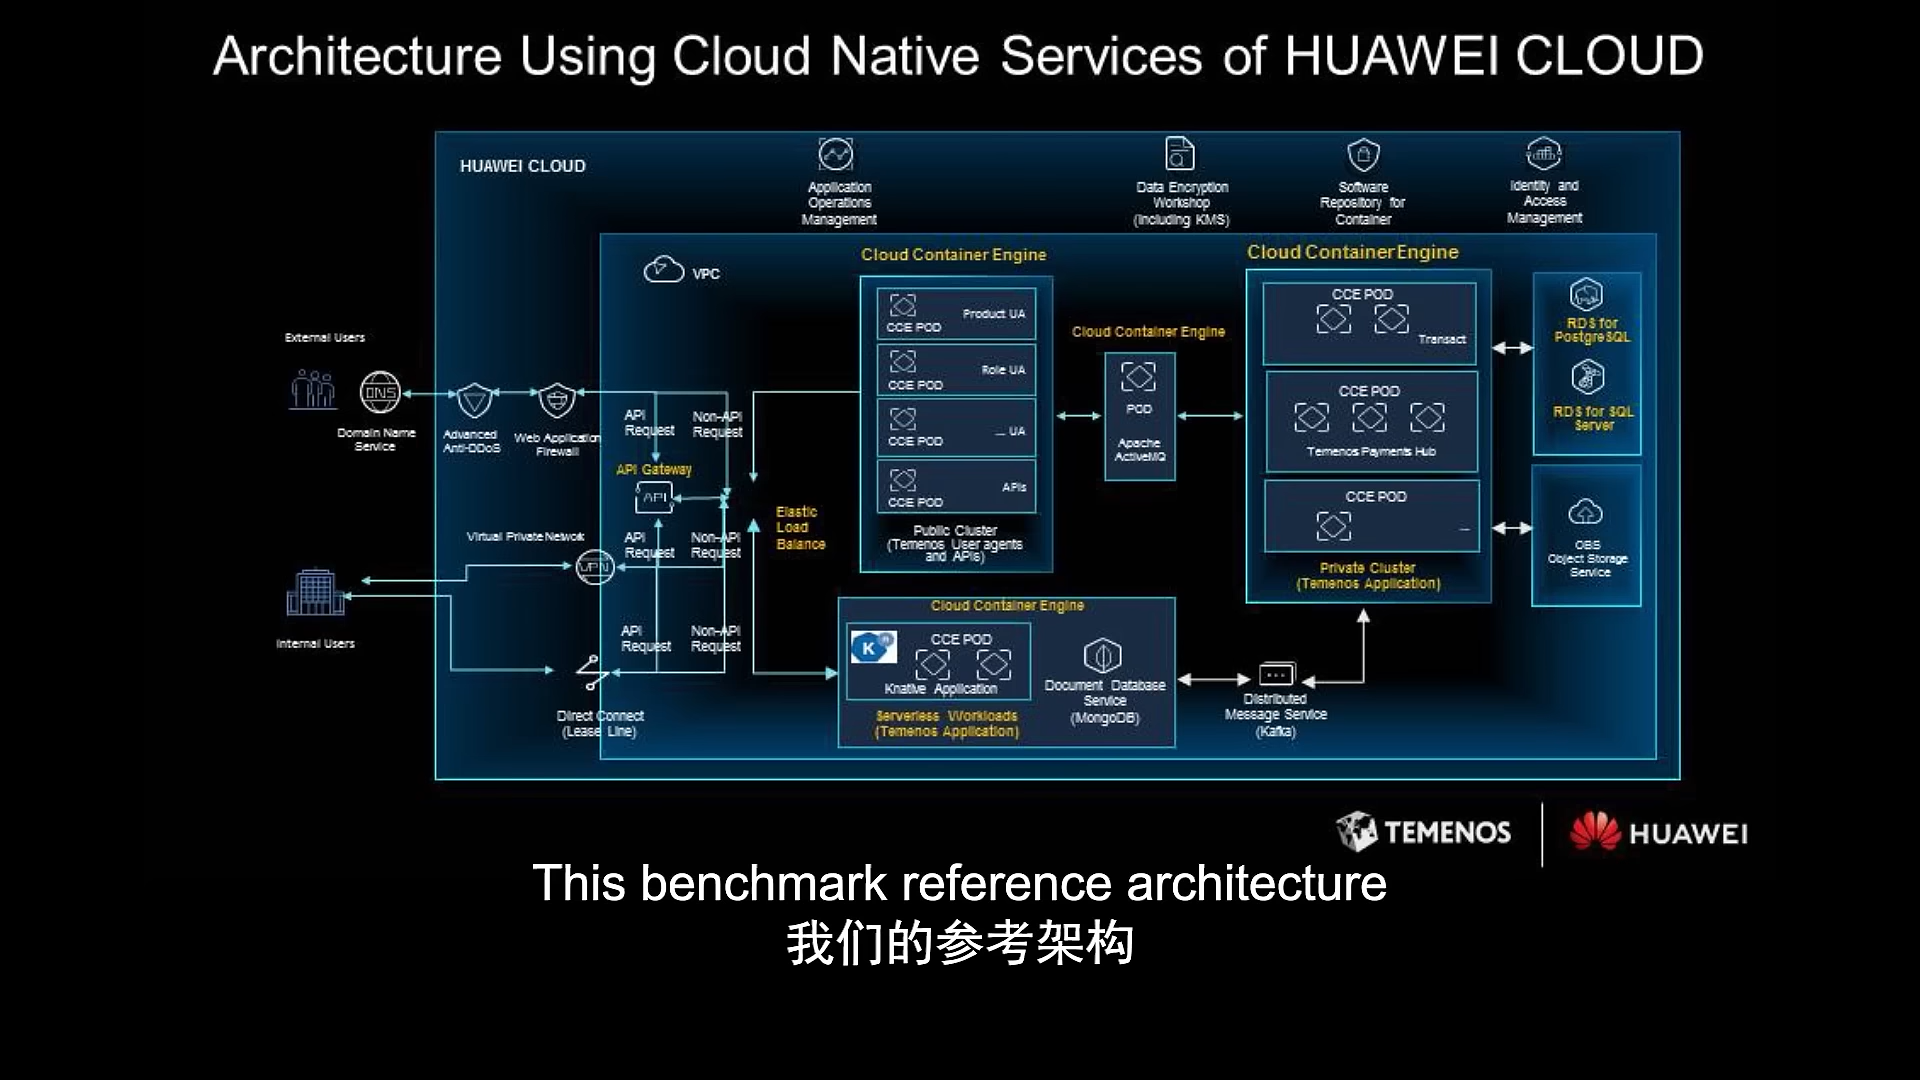 Architecture Using Cloud Native Services of HUAWEI CLOUD
HUAWEI CLOUD
Application
Operations
Management
Data Encryption
Workshop
(Including KMS)
Software
Repository for
Container
Identity and
Access
Management
VPC
Cloud Container Engine
CCE POD
Product UA
CCE POD
Role UA
CCE POD
... UA
CCE POD
APIs
Public Cluster
(Temenos User agents
and APIs)
Cloud Container Engine
POD
Apache
ActiveMQ
Cloud Container Engine
CCE POD
Transact
CCE POD
Temenos Payments Hub
CCE POD
...
Private Cluster
(Temenos Application)
RDS for
PostgreSQL
RDS for SQL
Server
OBS
Object Storage
Service
External Users
DNS
Domain Name
Service
Advanced
Anti-DDoS
Web Application
Firewall
API
Request
Non-API
Request
API Gateway
API
Elastic
Load
Balance
Virtual Private Network
VPN
API
Request
Non-API
Request
Internal Users
API
Request
Non-API
Request
Direct Connect
(Lease Line)
Cloud Container Engine
K
CCE POD
Knative Application
Serverless Workloads
(Temenos Application)
Document Database
Service
(MongoDB)
Distributed
Message Service
(Kafka)
TEMENOS
HUAWEI
This benchmark reference architecture
我们的参考架构